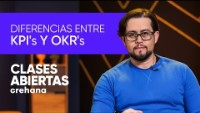 DIFERENCIAS ENTRE
KPI's Y OKR's
CLASES
ABIERTAS
crehana